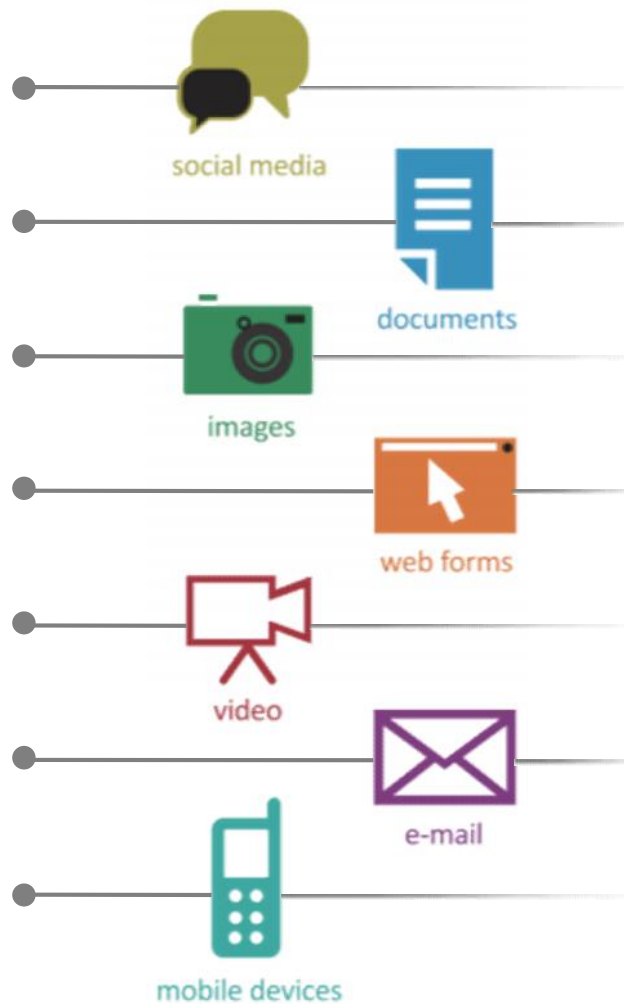 social media
documents
images
web forms
video
e-mail
mobile devices